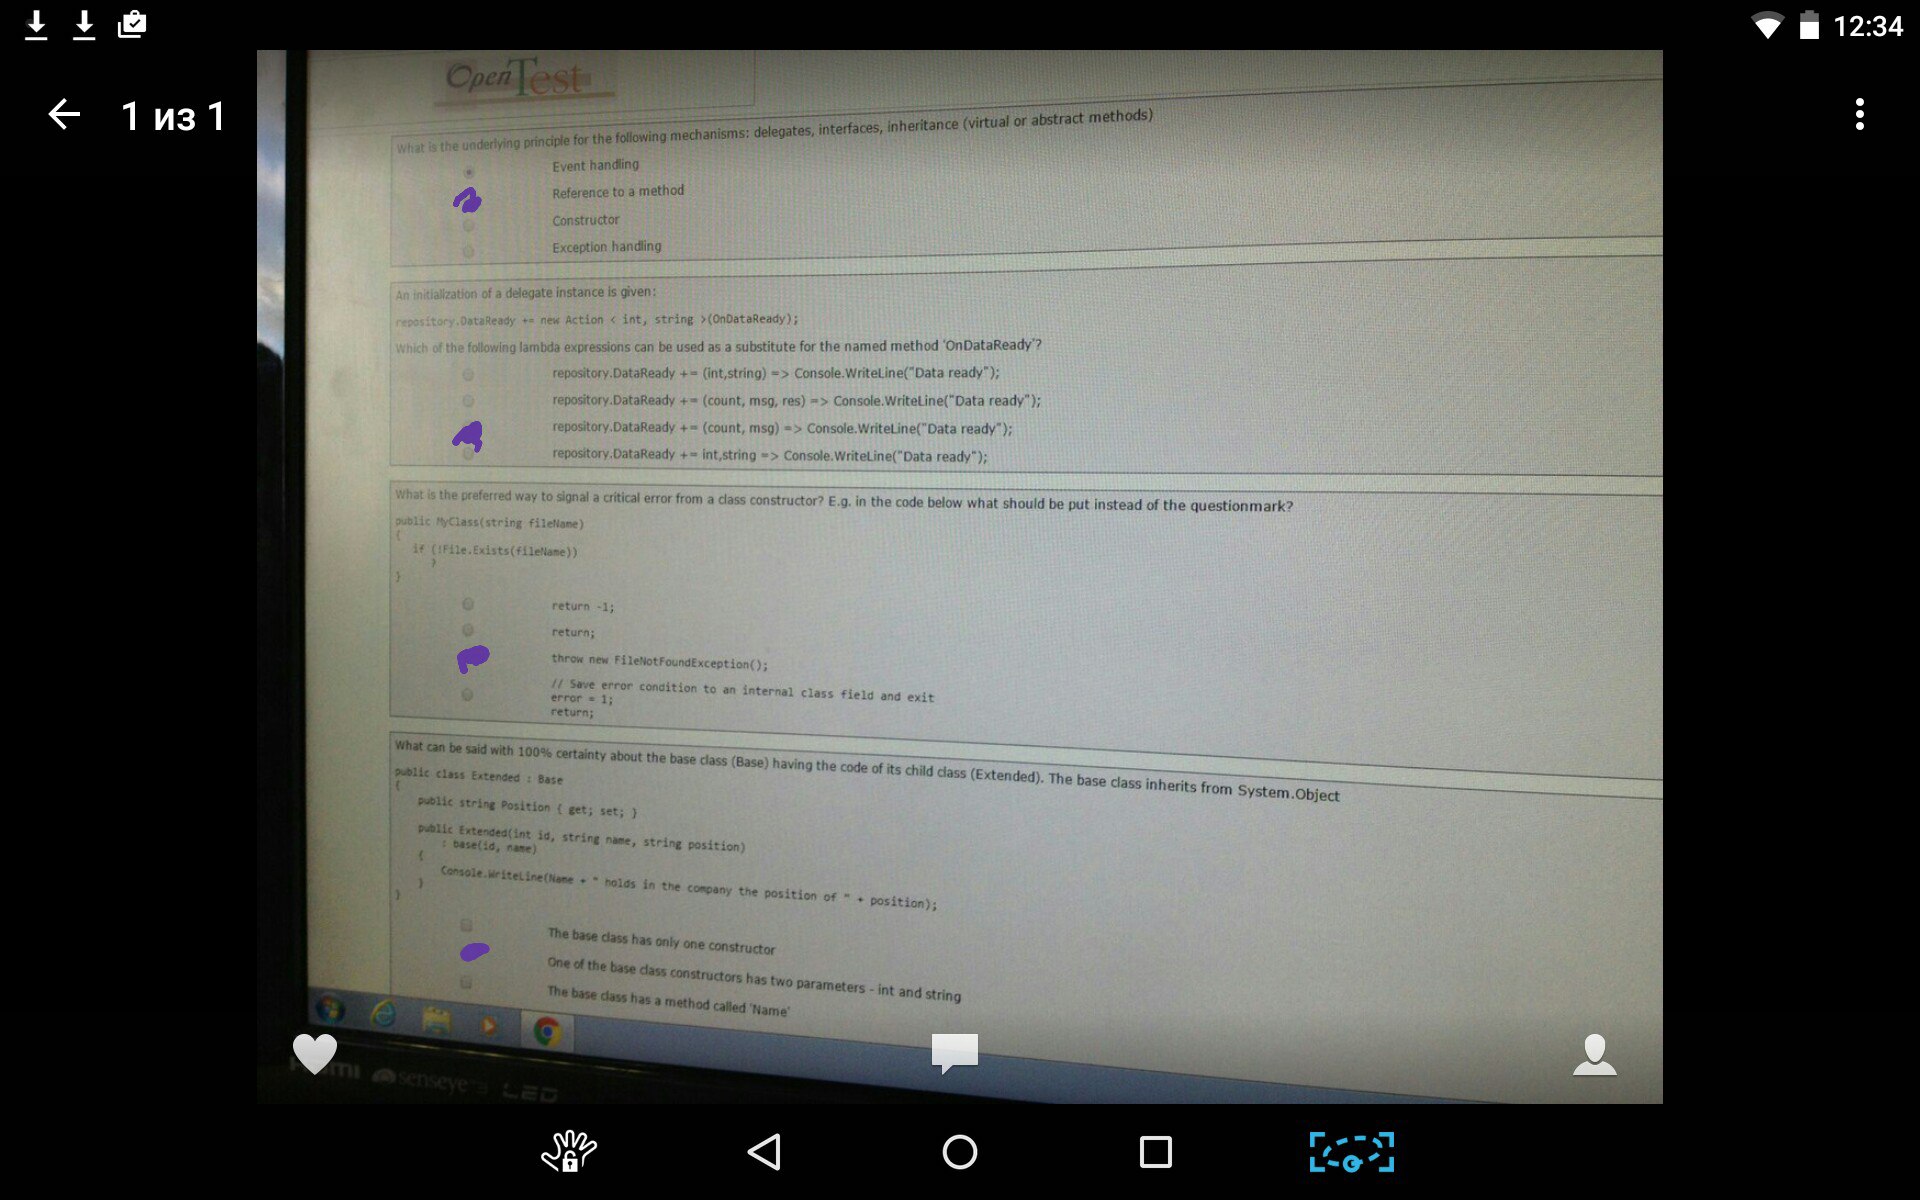 12:34
1 из 1
OpenTest
What is the underlying principle for the following mechanisms: delegates, interfaces, inheritance (virtual or abstract methods)
Event handling
Reference to a method
Constructor
Exception handling
An initialization of a delegate instance is given:
repository.DataReady += new Action < int, string >(OnDataReady);
Which of the following lambda expressions can be used as a substitute for the named method 'OnDataReady'?
repository.DataReady += (int,string) => Console.WriteLine("Data ready");
repository.DataReady += (count, msg, res) => Console.WriteLine("Data ready");
repository.DataReady += (count, msg) => Console.WriteLine("Data ready");
repository.DataReady += int,string => Console.WriteLine("Data ready");
What is the preferred way to signal a critical error from a class constructor? E.g. in the code below what should be put instead of the questionmark?
public MyClass(string fileName)
{
if (!File.Exists(fileName))
?
}
return -1;
return;
throw new FileNotFoundException();
// Save error condition to an internal class field and exit
error = 1;
return;
What can be said with 100% certainty about the base class (Base) having the code of its child class (Extended). The base class inherits from System.Object
public class Extended : Base
{
public string Position { get; set; }
public Extended(int id, string name, string position)
: base(id, name)
{
Console.WriteLine(Name + " holds in the company the position of " + position);
}
}
The base class has only one constructor
One of the base class constructors has two parameters - int and string
The base class has a method called 'Name'
senseye
LED